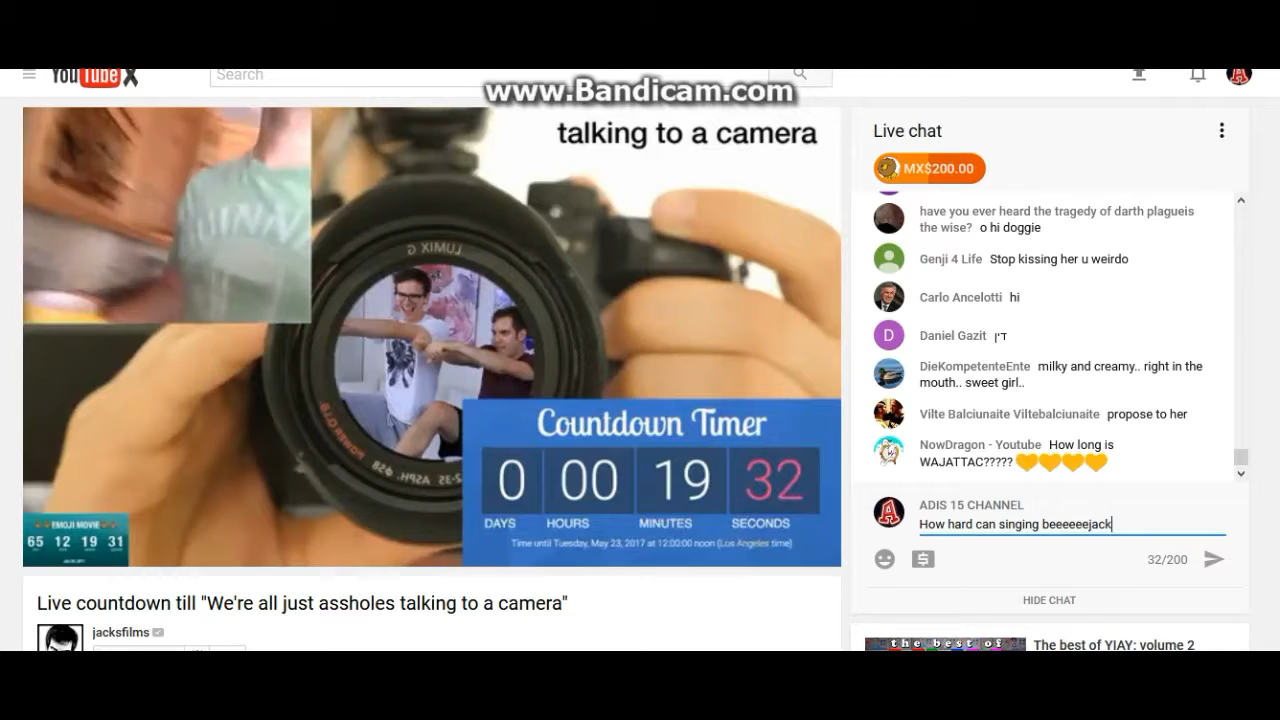 YouTubeX
Search
www.Bandicam.com
talking to a camera
LUMIX G
POWER O.I.S.
Countdown Timer
0 00 19 32
DAYS HOURS MINUTES SECONDS
Time until Tuesday, May 23, 2017 at 12:00:00 noon (Los Angeles time)
EMOJI MOVIE
65 12 19 31
Live countdown till "We're all just assholes talking to a camera"
jacksfilms
Live chat
MX$200.00
have you ever heard the tragedy of darth plagueis
the wise? o hi doggie
Genji 4 Life Stop kissing her u weirdo
Carlo Ancelotti hi
D
Daniel Gazit דין
DieKompetenteEnte milky and creamy.. right in the
mouth.. sweet girl..
Vilte Balciunaite Viltebalciunaite propose to her
NowDragon - Youtube How long is
WAJATTAC????? 💛💛💛💛
ADIS 15 CHANNEL
How hard can singing beeeeeejack
32/200
HIDE CHAT
the best of
The best of YIAY: volume 2